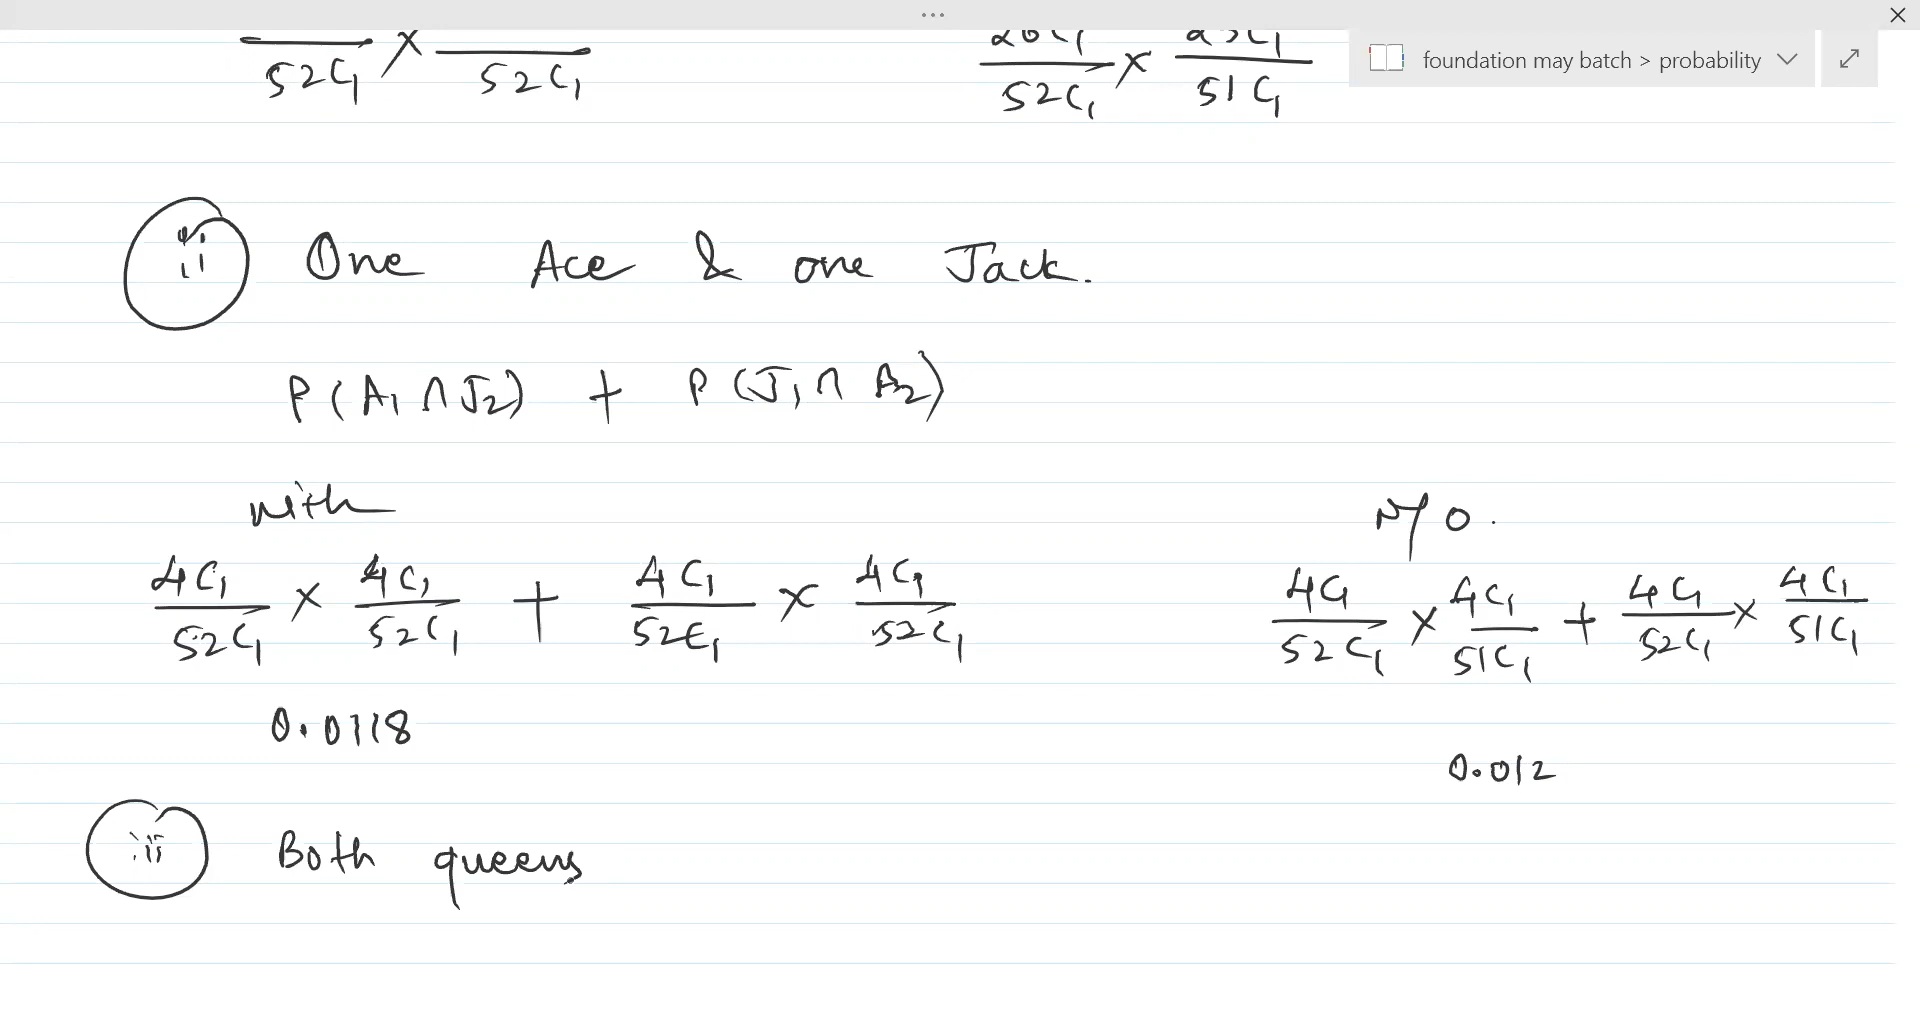 ...
foundation may batch > probability
52C₁ × 52C₁
52C₁ × 51C₁
ii One Ace & one Jack.
P(A₁ ∩ J₂) + P(J₁ ∩ A₂)
with
w/o.
4C₁/52C₁ × 4C₁/52C₁ + 4C₁/52C₁ × 4C₁/52C₁
4C₁/52C₁ × 4C₁/51C₁ + 4C₁/52C₁ × 4C₁/51C₁
0.0118
0.012
iii Both queens